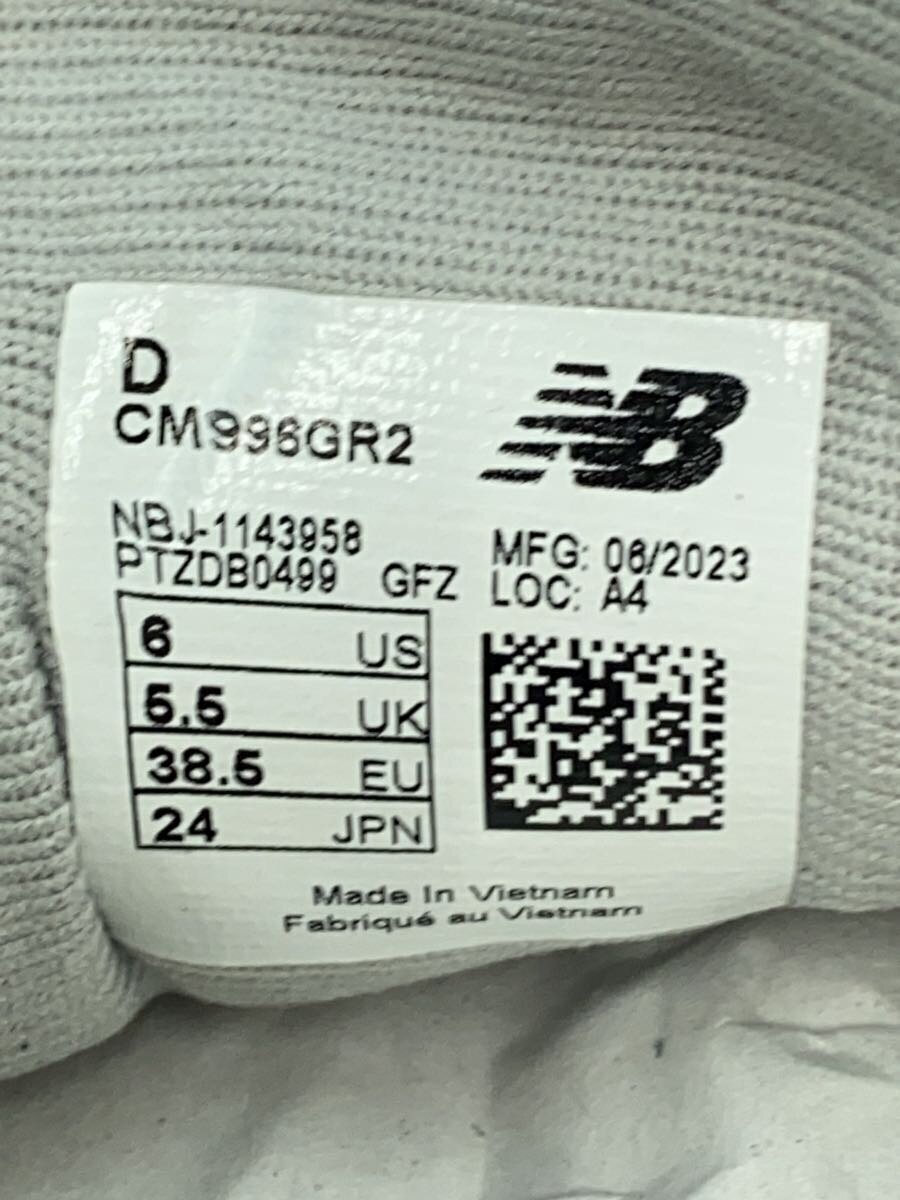 D
CM996GR2
NB
NBJ-1143958
PTZDB0499 GFZ
MFG: 06/2023
LOC: A4
6 US
5.5 UK
38.5 EU
24 JPN
Made In Vietnam
Fabriqué au Vietnam